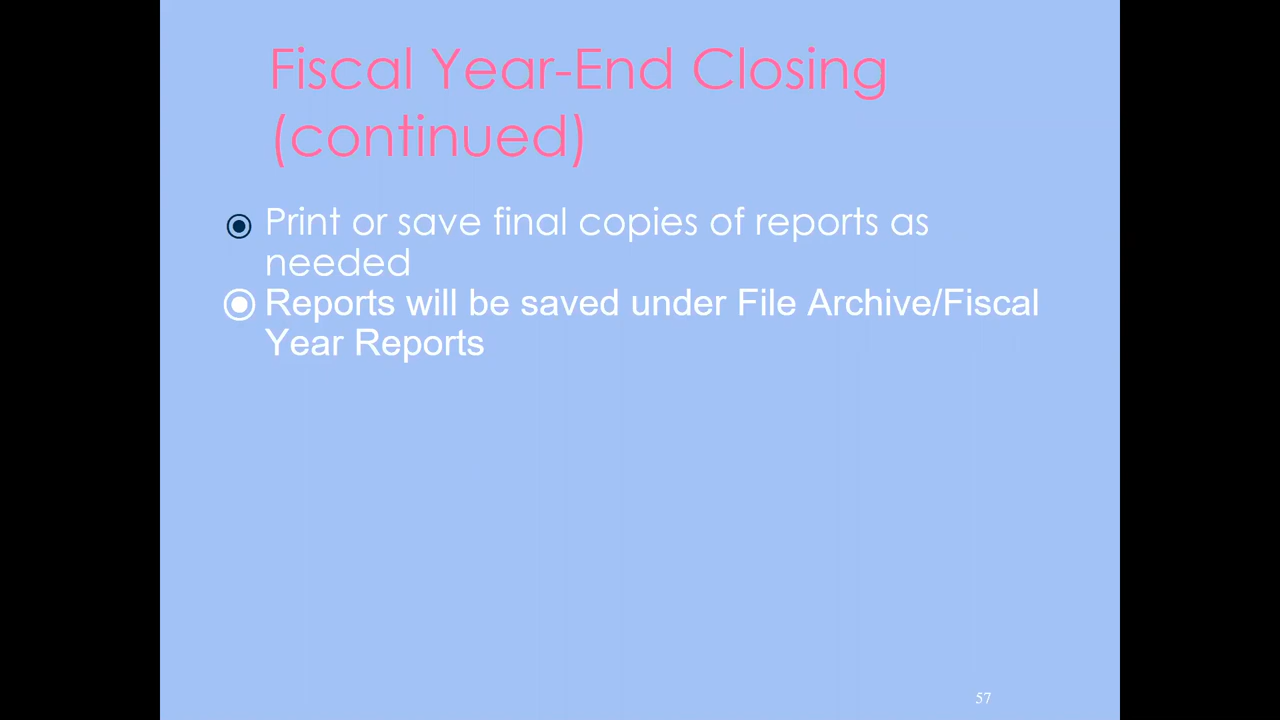 Fiscal Year-End Closing
(continued)
Print or save final copies of reports as
needed
Reports will be saved under File Archive/Fiscal
Year Reports
57